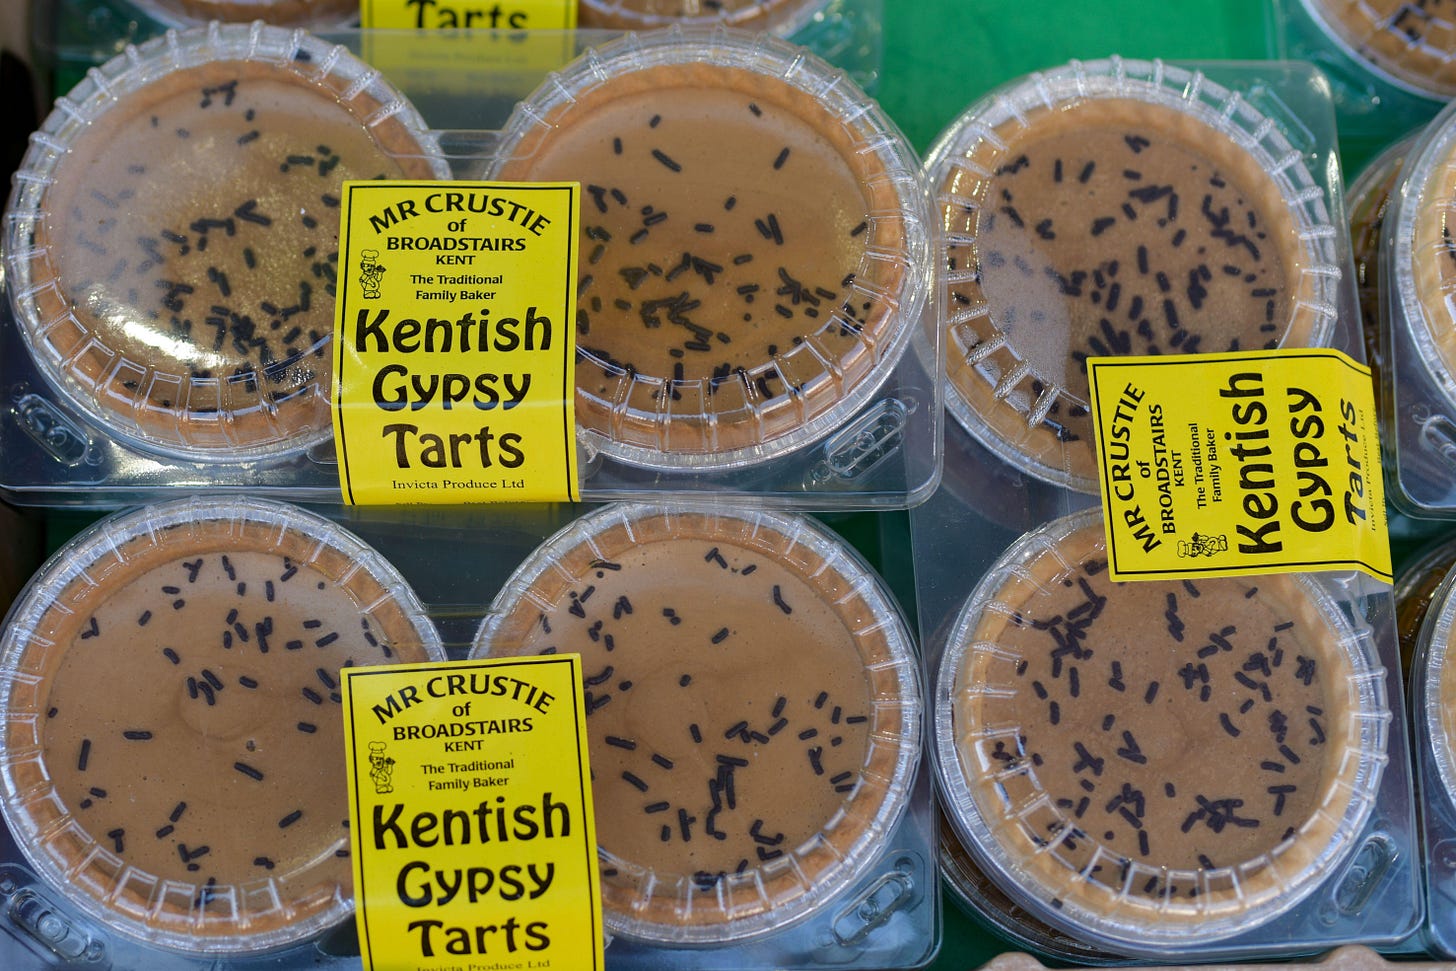 Tarts
MR CRUSTIE
of
BROADSTAIRS
KENT
The Traditional
Family Baker
Kentish
Gypsy
Tarts
Invicta Produce Ltd
MR CRUSTIE
of
BROADSTAIRS
KENT
The Traditional
Family Baker
Kentish
Gypsy
Tarts
Invicta Produce Ltd
MR CRUSTIE
of
BROADSTAIRS
KENT
The Traditional
Family Baker
Kentish
Gypsy
Tarts
Invicta Produce Ltd